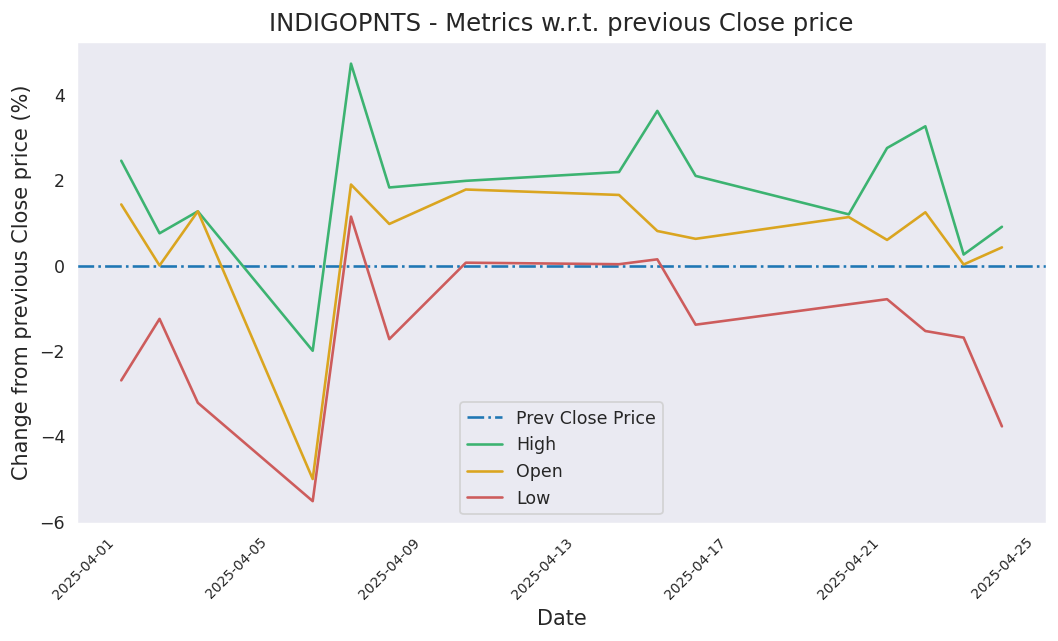 INDIGOPNTS - Metrics w.r.t. previous Close price
Change from previous Close price (%)
4
2
0
−2
−4
−6
Prev Close Price
High
Open
Low
2025-04-01
2025-04-05
2025-04-09
2025-04-13
2025-04-17
2025-04-21
2025-04-25
Date